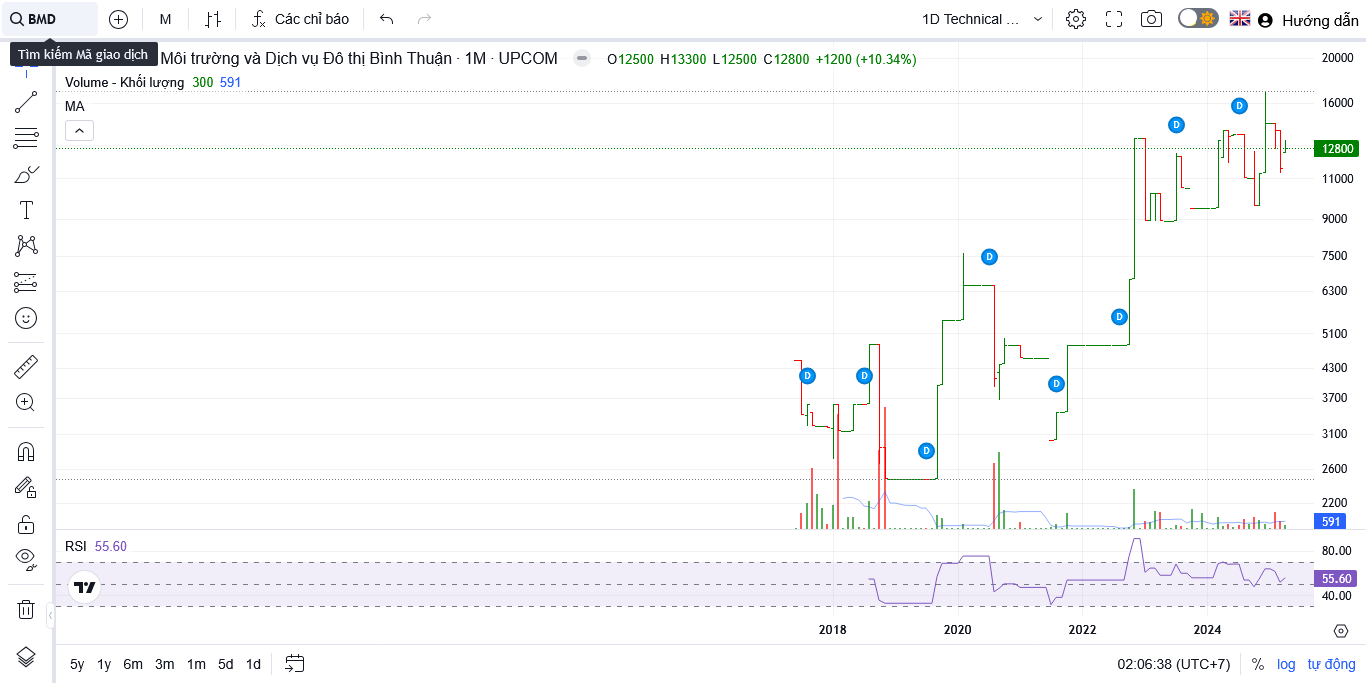 BMD
M
Các chỉ báo
1D Technical ...
Hướng dẫn
Tìm kiếm Mã giao dịch
Môi trường và Dịch vụ Đô thị Bình Thuận · 1M · UPCOM
O12500 H13300 L12500 C12800 +1200 (+10.34%)
Volume - Khối lượng 300 591
MA
D
D
D
D
D
D
D
D
20000
16000
12800
11000
9000
7500
6300
5100
4300
3700
3100
2600
2200
591
RSI 55.60
80.00
55.60
40.00
2018
2020
2022
2024
5y 1y 6m 3m 1m 5d 1d
02:06:38 (UTC+7)
% log tự động